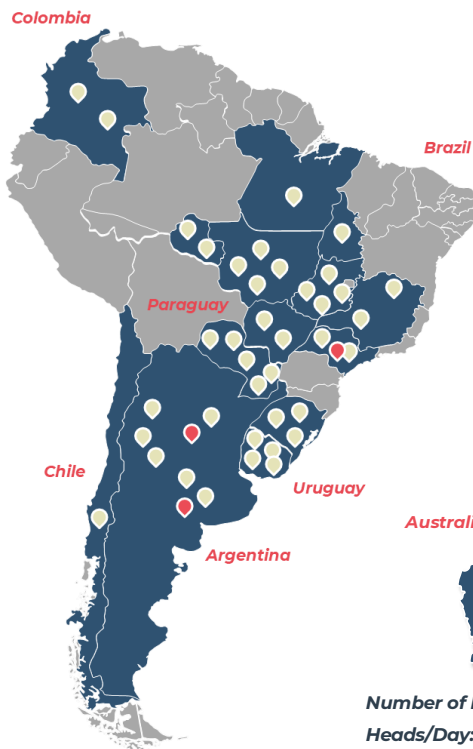 Colombia
Brazil
Paraguay
Chile
Uruguay
Argentina
Number of
Heads/Day